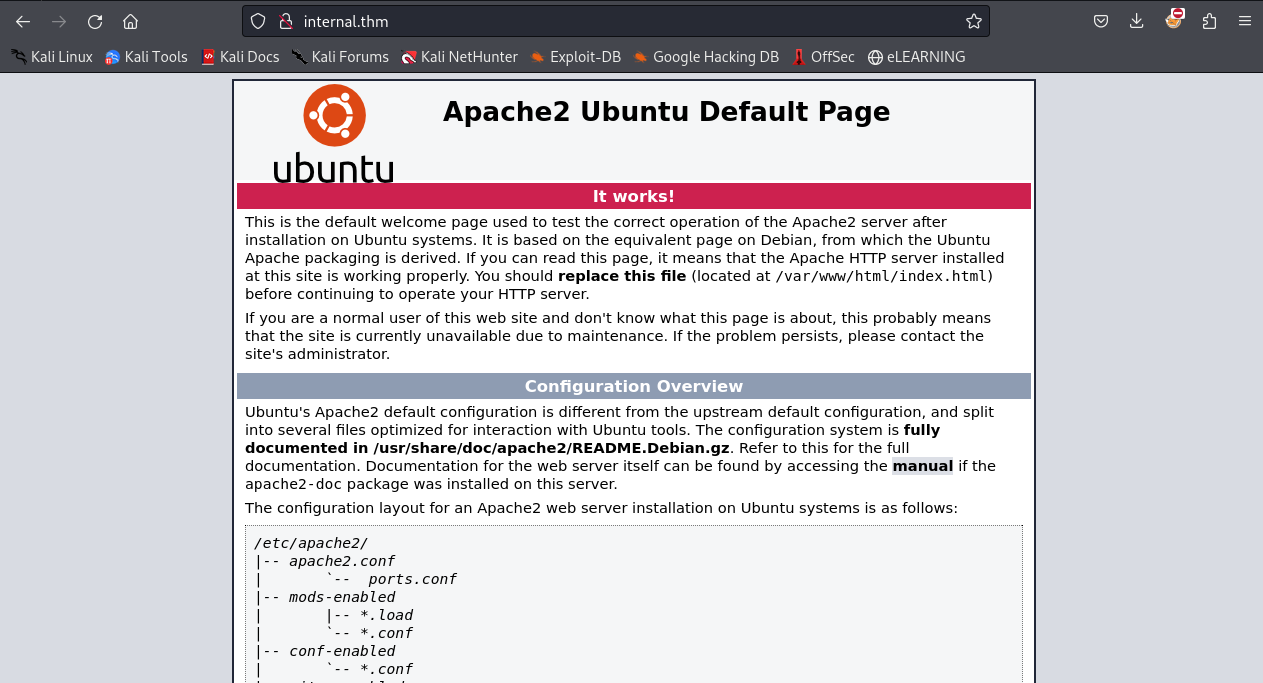 internal.thm
Kali Linux Kali Tools Kali Docs Kali Forums Kali NetHunter Exploit-DB Google Hacking DB OffSec eLEARNING
ubuntu
Apache2 Ubuntu Default Page
It works!
This is the default welcome page used to test the correct operation of the Apache2 server after
installation on Ubuntu systems. It is based on the equivalent page on Debian, from which the Ubuntu
Apache packaging is derived. If you can read this page, it means that the Apache HTTP server installed
at this site is working properly. You should replace this file (located at /var/www/html/index.html)
before continuing to operate your HTTP server.
If you are a normal user of this web site and don't know what this page is about, this probably means
that the site is currently unavailable due to maintenance. If the problem persists, please contact the
site's administrator.
Configuration Overview
Ubuntu's Apache2 default configuration is different from the upstream default configuration, and split
into several files optimized for interaction with Ubuntu tools. The configuration system is fully
documented in /usr/share/doc/apache2/README.Debian.gz. Refer to this for the full
documentation. Documentation for the web server itself can be found by accessing the manual if the
apache2-doc package was installed on this server.
The configuration layout for an Apache2 web server installation on Ubuntu systems is as follows:
/etc/apache2/
|-- apache2.conf
|       `--  ports.conf
|-- mods-enabled
|       |-- *.load
|       `-- *.conf
|-- conf-enabled
|       `-- *.conf